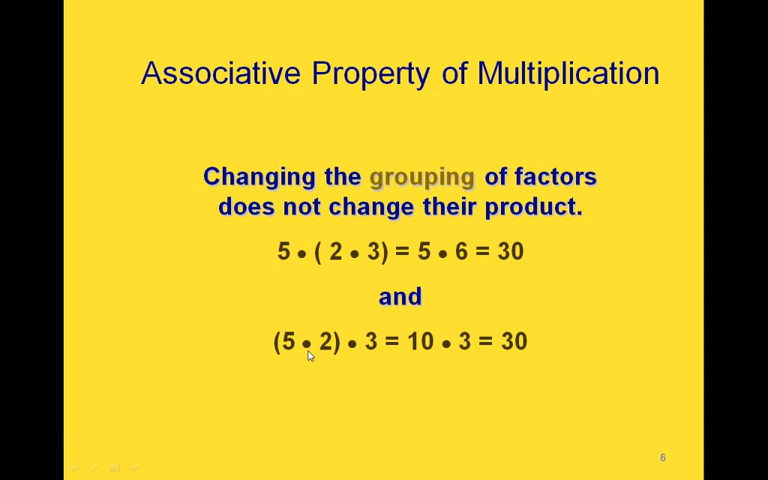 Associative Property of Multiplication
Changing the grouping of factors
does not change their product.
5 • ( 2 • 3) = 5 • 6 = 30
and
(5 • 2) • 3 = 10 • 3 = 30
6